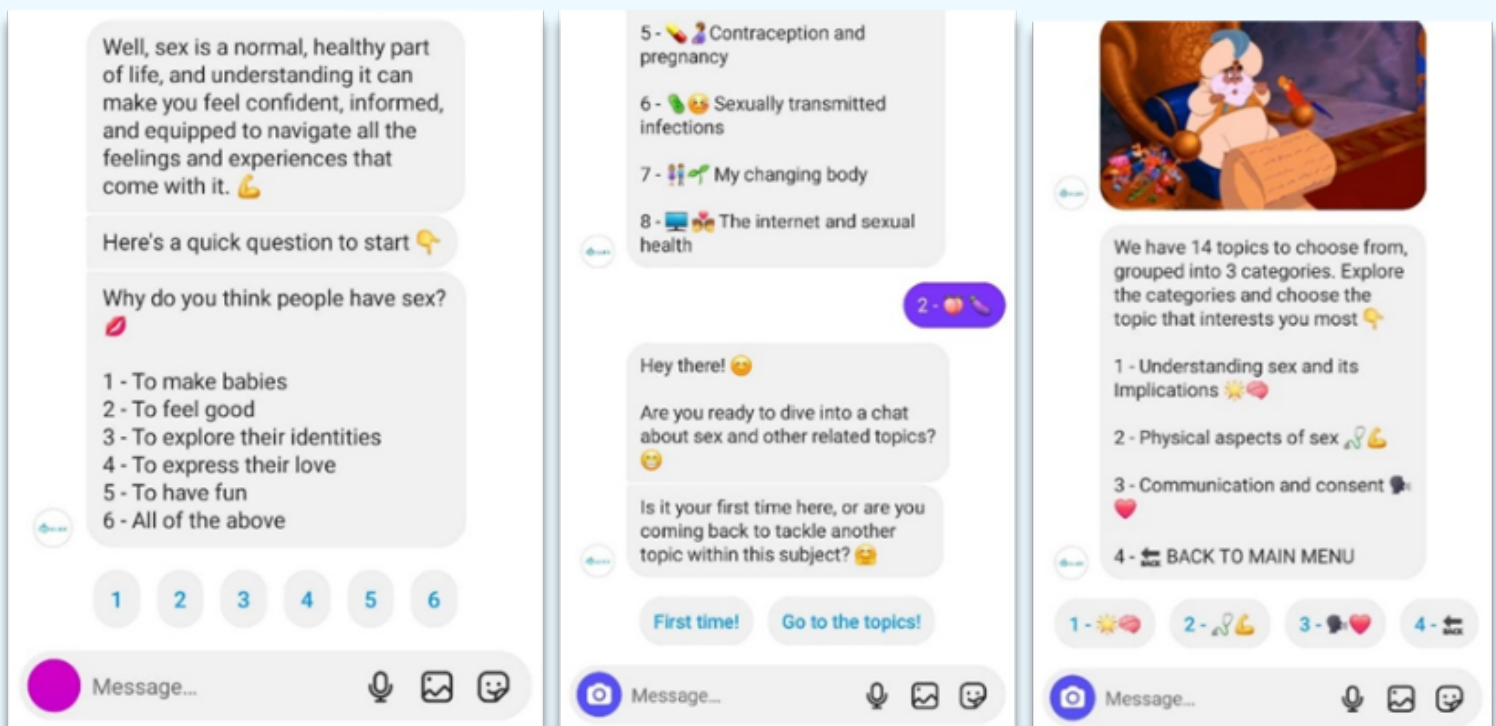 Well, sex is a normal, healthy part
of life, and understanding it can
make you feel confident, informed,
and equipped to navigate all the
feelings and experiences that
come with it. 💪
Here's a quick question to start 👇
Why do you think people have sex?
💋
1 - To make babies
2 - To feel good
3 - To explore their identities
4 - To express their love
5 - To have fun
6 - All of the above
1 2 3 4 5 6
Message...
5 - 💊🤰Contraception and
pregnancy
6 - 🦠🤒 Sexually transmitted
infections
7 - 👫🌱 My changing body
8 - 🖥️💏 The internet and sexual
health
2 - 🍑🍆
Hey there! 😊
Are you ready to dive into a chat
about sex and other related topics?
😁
Is it your first time here, or are you
coming back to tackle another
topic within this subject? 🤗
First time! Go to the topics!
Message...
We have 14 topics to choose from,
grouped into 3 categories. Explore
the categories and choose the
topic that interests you most 👇
1 - Understanding sex and its
Implications 🌟🧠
2 - Physical aspects of sex 💪
3 - Communication and consent 🗣️
❤️
4 - 🔙 BACK TO MAIN MENU
1 - 🌟🧠 2 - 💪 3 - 🗣️❤️ 4 - 🔙
Message...